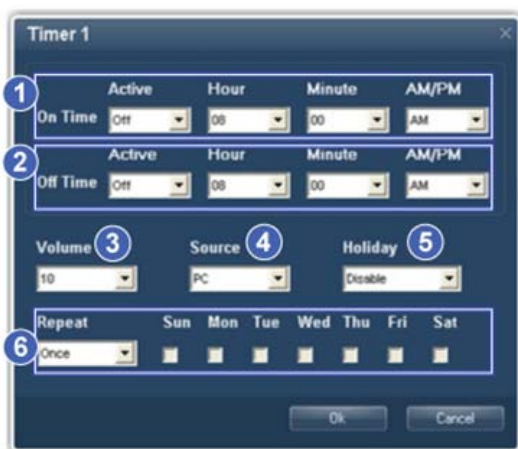 Timer 1
1
Active Hour Minute AM/PM
On Time Off 08 00 AM
2
Active Hour Minute AM/PM
Off Time Off 08 00 AM
Volume 3 Source 4 Holiday 5
10 PC Disable
6
Repeat Sun Mon Tue Wed Thu Fri Sat
Once
Ok Cancel